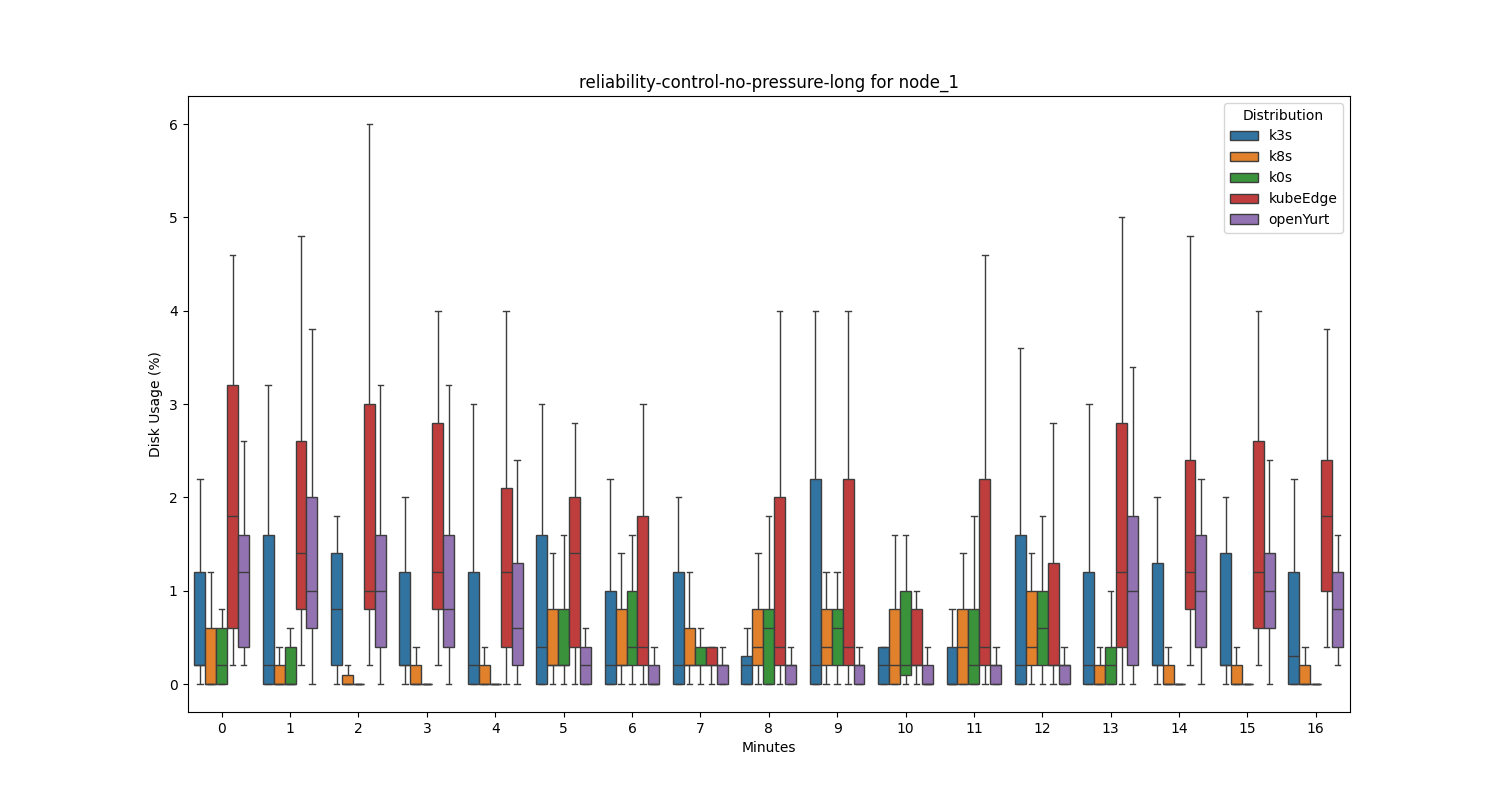 reliability-control-no-pressure-long for node_1
Distribution
k3s
k8s
k0s
kubeEdge
openYurt
Disk Usage (%)
6
5
4
3
2
1
0
0 1 2 3 4 5 6 7 8 9 10 11 12 13 14 15 16
Minutes